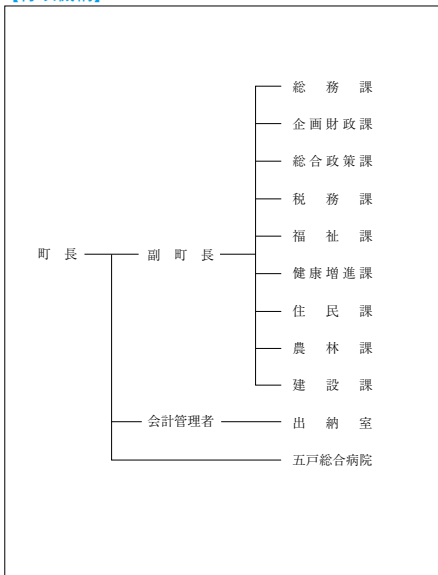 総務課
企画財政課
総合政策課
税務課
福祉課
町長 副町長
健康増進課
住民課
農林課
建設課
会計管理者 出納室
五戸総合病院